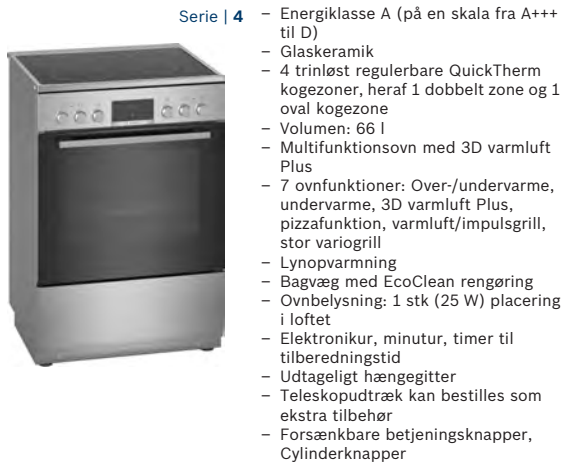 Serie | 4
– Energiklasse A (på en skala fra A+++
til D)
– Glaskeramik
– 4 trinløst regulerbare QuickTherm
kogezoner, heraf 1 dobbelt zone og 1
oval kogezone
– Volumen: 66 l
– Multifunktionsovn med 3D varmluft
Plus
– 7 ovnfunktioner: Over-/undervarme,
undervarme, 3D varmluft Plus,
pizzafunktion, varmluft/impulsgrill,
stor variogrill
– Lynopvarmning
– Bagvæg med EcoClean rengøring
– Ovnbelysning: 1 stk (25 W) placering
i loftet
– Elektronikur, minutur, timer til
tilberedningstid
– Udtageligt hængegitter
– Teleskopudtræk kan bestilles som
ekstra tilbehør
– Forsænkbare betjeningsknapper,
Cylinderknapper